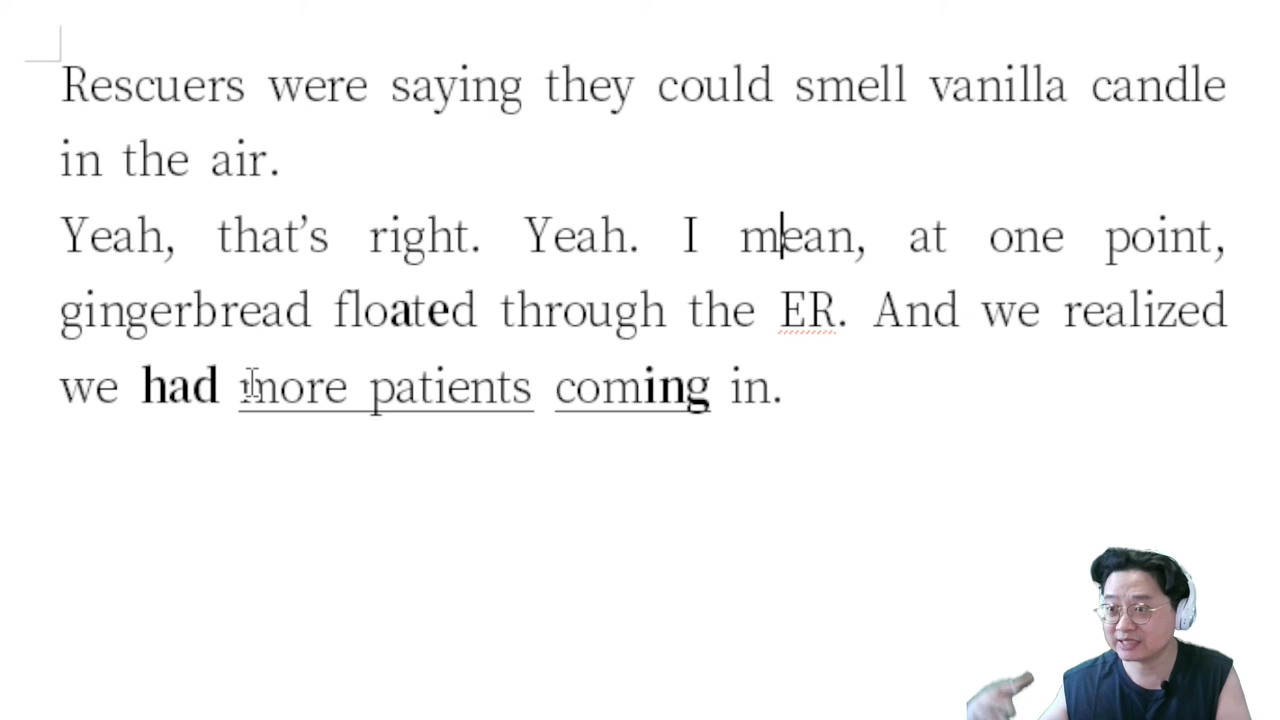 Rescuers were saying they could smell vanilla candle
in the air.
Yeah, that’s right. Yeah. I mean, at one point,
gingerbread floated through the ER. And we realized
we had more patients coming in.